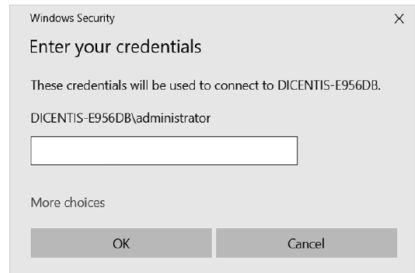 Windows Security
X
Enter your credentials
These credentials will be used to connect to DICENTIS-E956DB.
DICENTIS-E956DB\administrator
More choices
OK Cancel